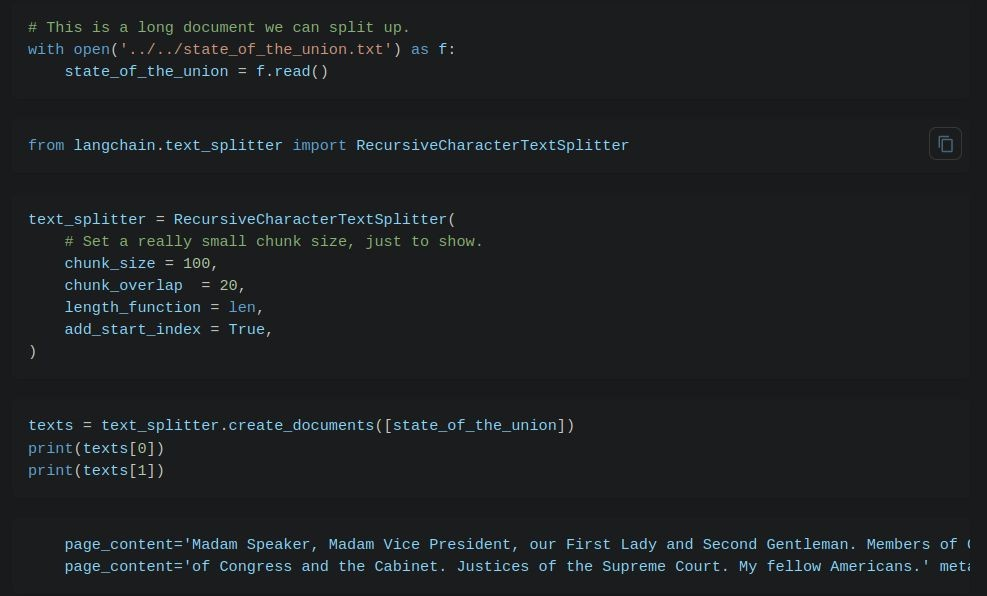 # This is a long document we can split up.
with open('../../state_of_the_union.txt') as f:
    state_of_the_union = f.read()
from langchain.text_splitter import RecursiveCharacterTextSplitter
text_splitter = RecursiveCharacterTextSplitter(
    # Set a really small chunk size, just to show.
    chunk_size = 100,
    chunk_overlap  = 20,
    length_function = len,
    add_start_index = True,
)
texts = text_splitter.create_documents([state_of_the_union])
print(texts[0])
print(texts[1])
    page_content='Madam Speaker, Madam Vice President, our First Lady and Second Gentleman. Members of
    page_content='of Congress and the Cabinet. Justices of the Supreme Court. My fellow Americans.'